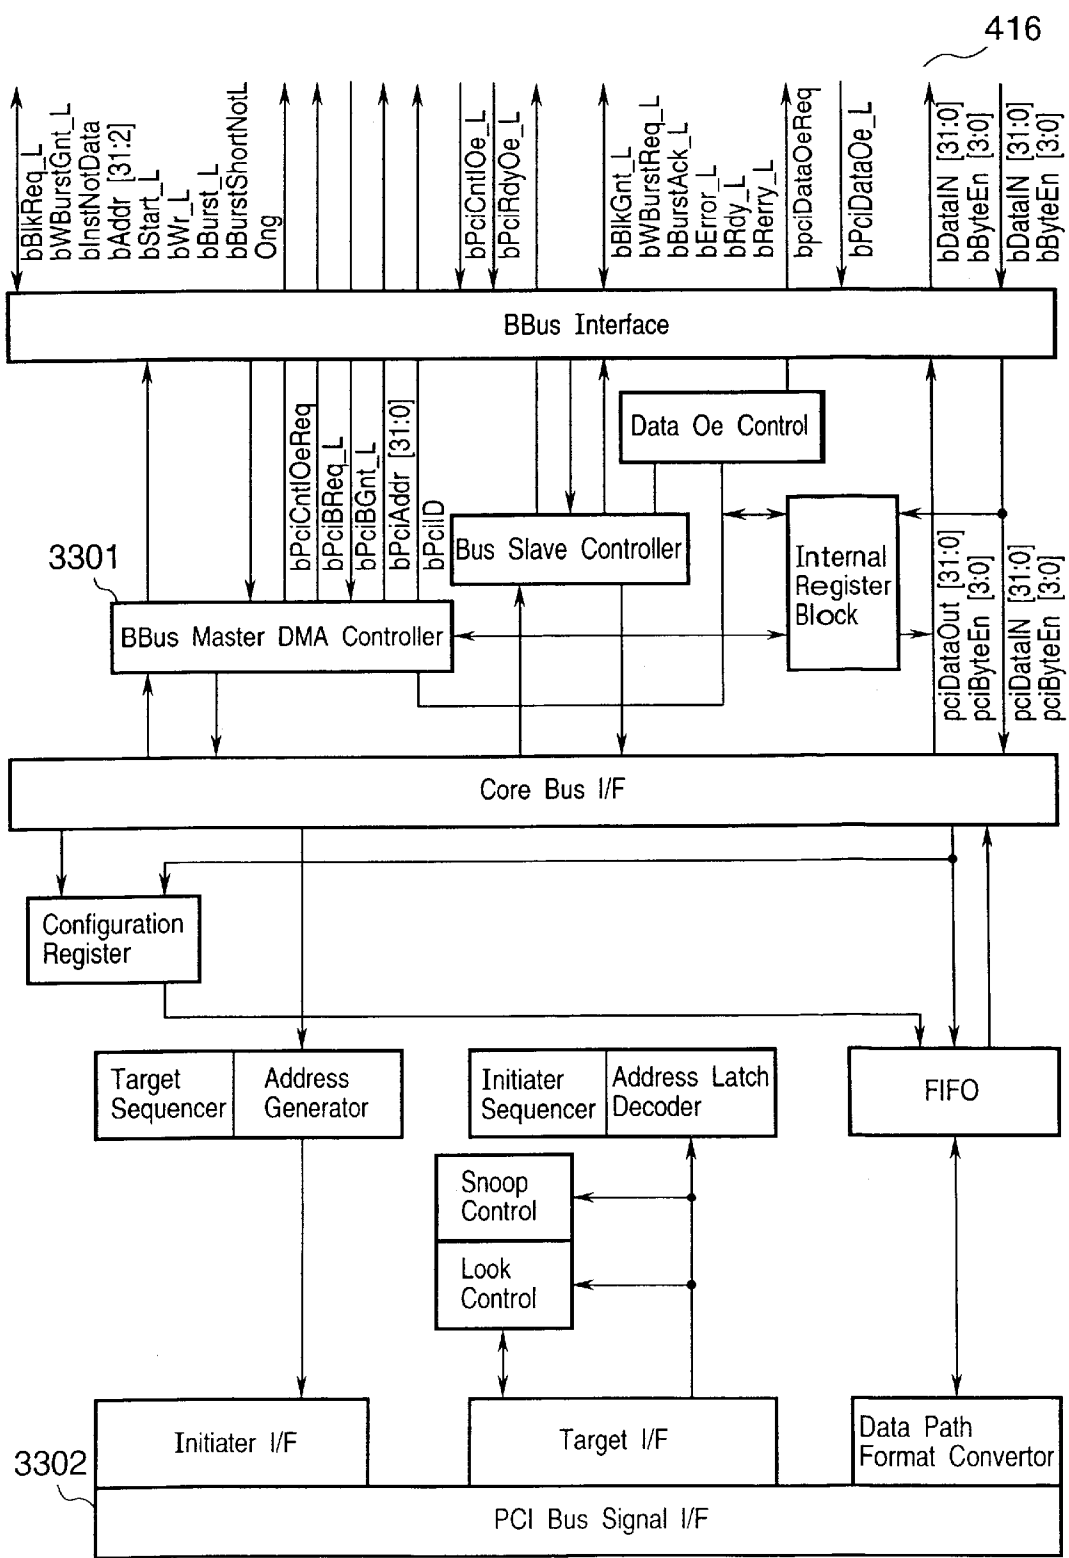 416
bBlkReq_L
bWBurstGnt_L
bInstNotData
bAddr [31:2]
bStart_L
bWr_L
bBurst_L
bBurstShortNotL
Ong
bPciCntlOe_L
bPciRdyOe_L
bBlkGnt_L
bWBurstReq_L
bBurstAck_L
bError_L
bRdy_L
bRerry_L
bpciDataOeReq
bPciDataOe_L
bDataIN [31:0]
bByteEn [3:0]
bDataIN [31:0]
bByteEn [3:0]
BBus Interface
Data Oe Control
bPciCntlOeReq
bPciBReq_L
bPciBGnt_L
bPciAddr [31:0]
bPciID
Bus Slave Controller
Internal
Register
Block
pciDataOut [31:0]
pciByteEn [3:0]
pciDataIN [31:0]
pciByteEn [3:0]
3301
BBus Master DMA Controller
Core Bus I/F
Configuration
Register
Target
Sequencer
Address
Generator
Initiater
Sequencer
Address Latch
Decoder
FIFO
Snoop
Control
Look
Control
Initiater I/F
Target I/F
Data Path
Format Convertor
3302
PCI Bus Signal I/F